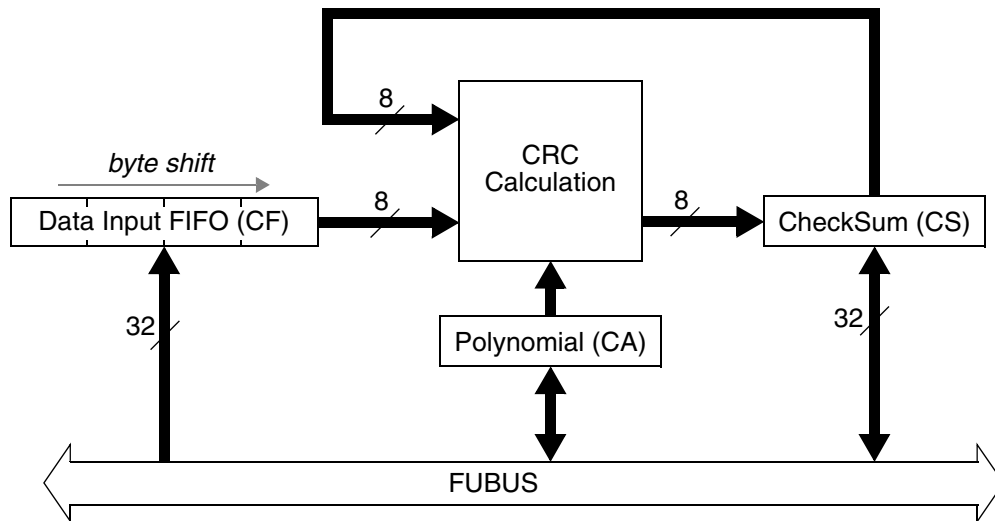 8
byte shift
CRC
Calculation
Data Input FIFO (CF)
8
8
CheckSum (CS)
32
32
Polynomial (CA)
FUBUS